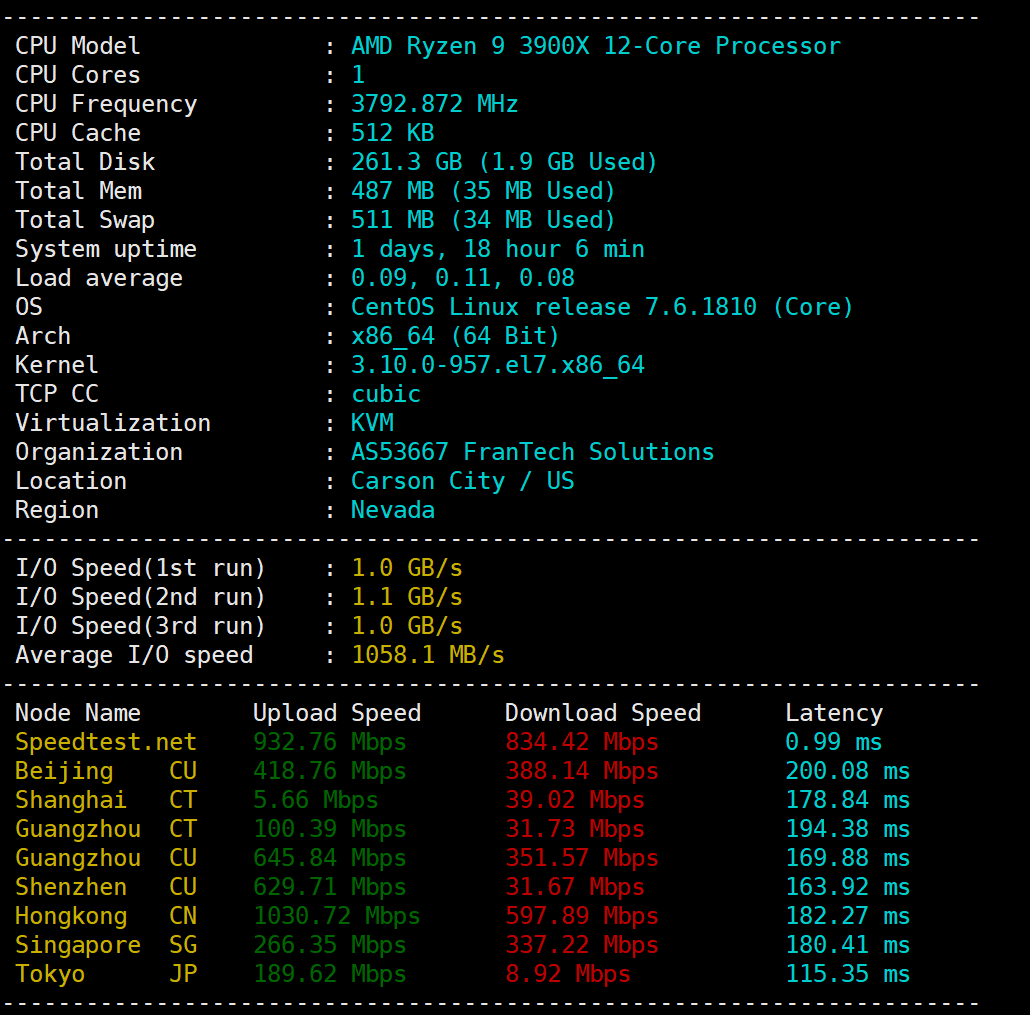 ----------------------------------------------------------------------
CPU Model             : AMD Ryzen 9 3900X 12-Core Processor
CPU Cores             : 1
CPU Frequency         : 3792.872 MHz
CPU Cache             : 512 KB
Total Disk            : 261.3 GB (1.9 GB Used)
Total Mem             : 487 MB (35 MB Used)
Total Swap            : 511 MB (34 MB Used)
System uptime         : 1 days, 18 hour 6 min
Load average          : 0.09, 0.11, 0.08
OS                    : CentOS Linux release 7.6.1810 (Core)
Arch                  : x86_64 (64 Bit)
Kernel                : 3.10.0-957.el7.x86_64
TCP CC                : cubic
Virtualization        : KVM
Organization          : AS53667 FranTech Solutions
Location              : Carson City / US
Region                : Nevada
----------------------------------------------------------------------
I/O Speed(1st run)    : 1.0 GB/s
I/O Speed(2nd run)    : 1.1 GB/s
I/O Speed(3rd run)    : 1.0 GB/s
Average I/O speed     : 1058.1 MB/s
----------------------------------------------------------------------
Node Name        Upload Speed      Download Speed      Latency
Speedtest.net    932.76 Mbps       834.42 Mbps         0.99 ms
Beijing    CU    418.76 Mbps       388.14 Mbps         200.08 ms
Shanghai   CT    5.66 Mbps         39.02 Mbps          178.84 ms
Guangzhou  CT    100.39 Mbps       31.73 Mbps          194.38 ms
Guangzhou  CU    645.84 Mbps       351.57 Mbps         169.88 ms
Shenzhen   CU    629.71 Mbps       31.67 Mbps          163.92 ms
Hongkong   CN    1030.72 Mbps      597.89 Mbps         182.27 ms
Singapore  SG    266.35 Mbps       337.22 Mbps         180.41 ms
Tokyo      JP    189.62 Mbps       8.92 Mbps           115.35 ms
----------------------------------------------------------------------